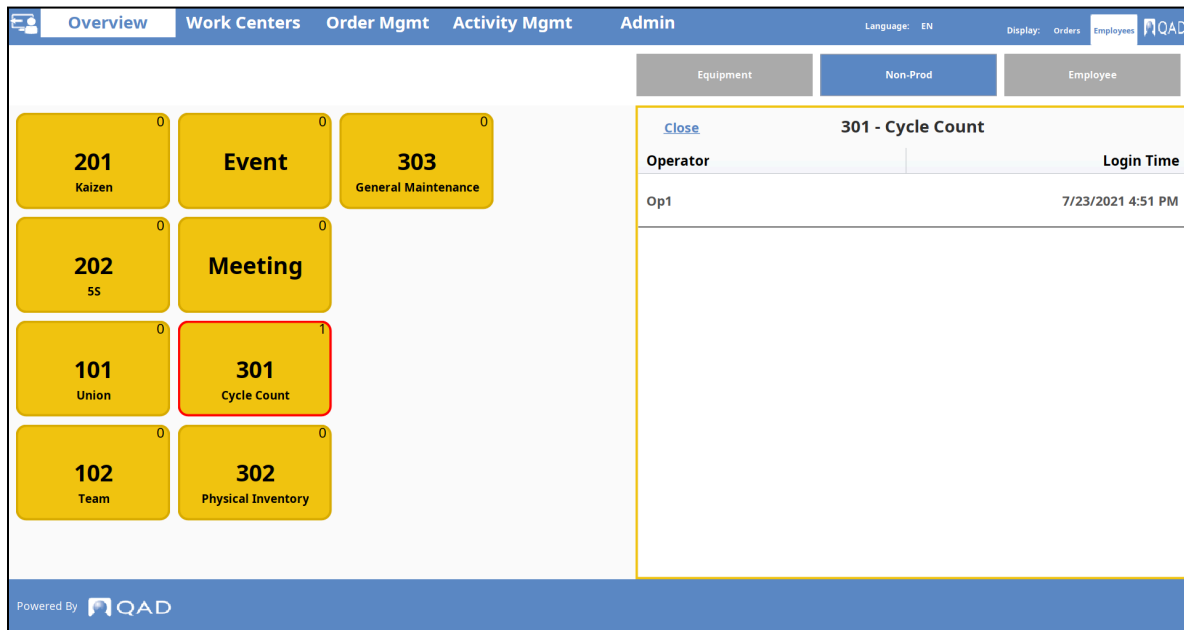 Overview Work Centers Order Mgmt Activity Mgmt Admin Language: EN Display: Orders Employees QAD
Equipment Non-Prod Employee
0
201
Kaizen
0
Event
0
303
General Maintenance
0
202
5S
0
Meeting
0
101
Union
1
301
Cycle Count
0
102
Team
0
302
Physical Inventory
Close 301 - Cycle Count
Operator Login Time
Op1 7/23/2021 4:51 PM
Powered By QAD